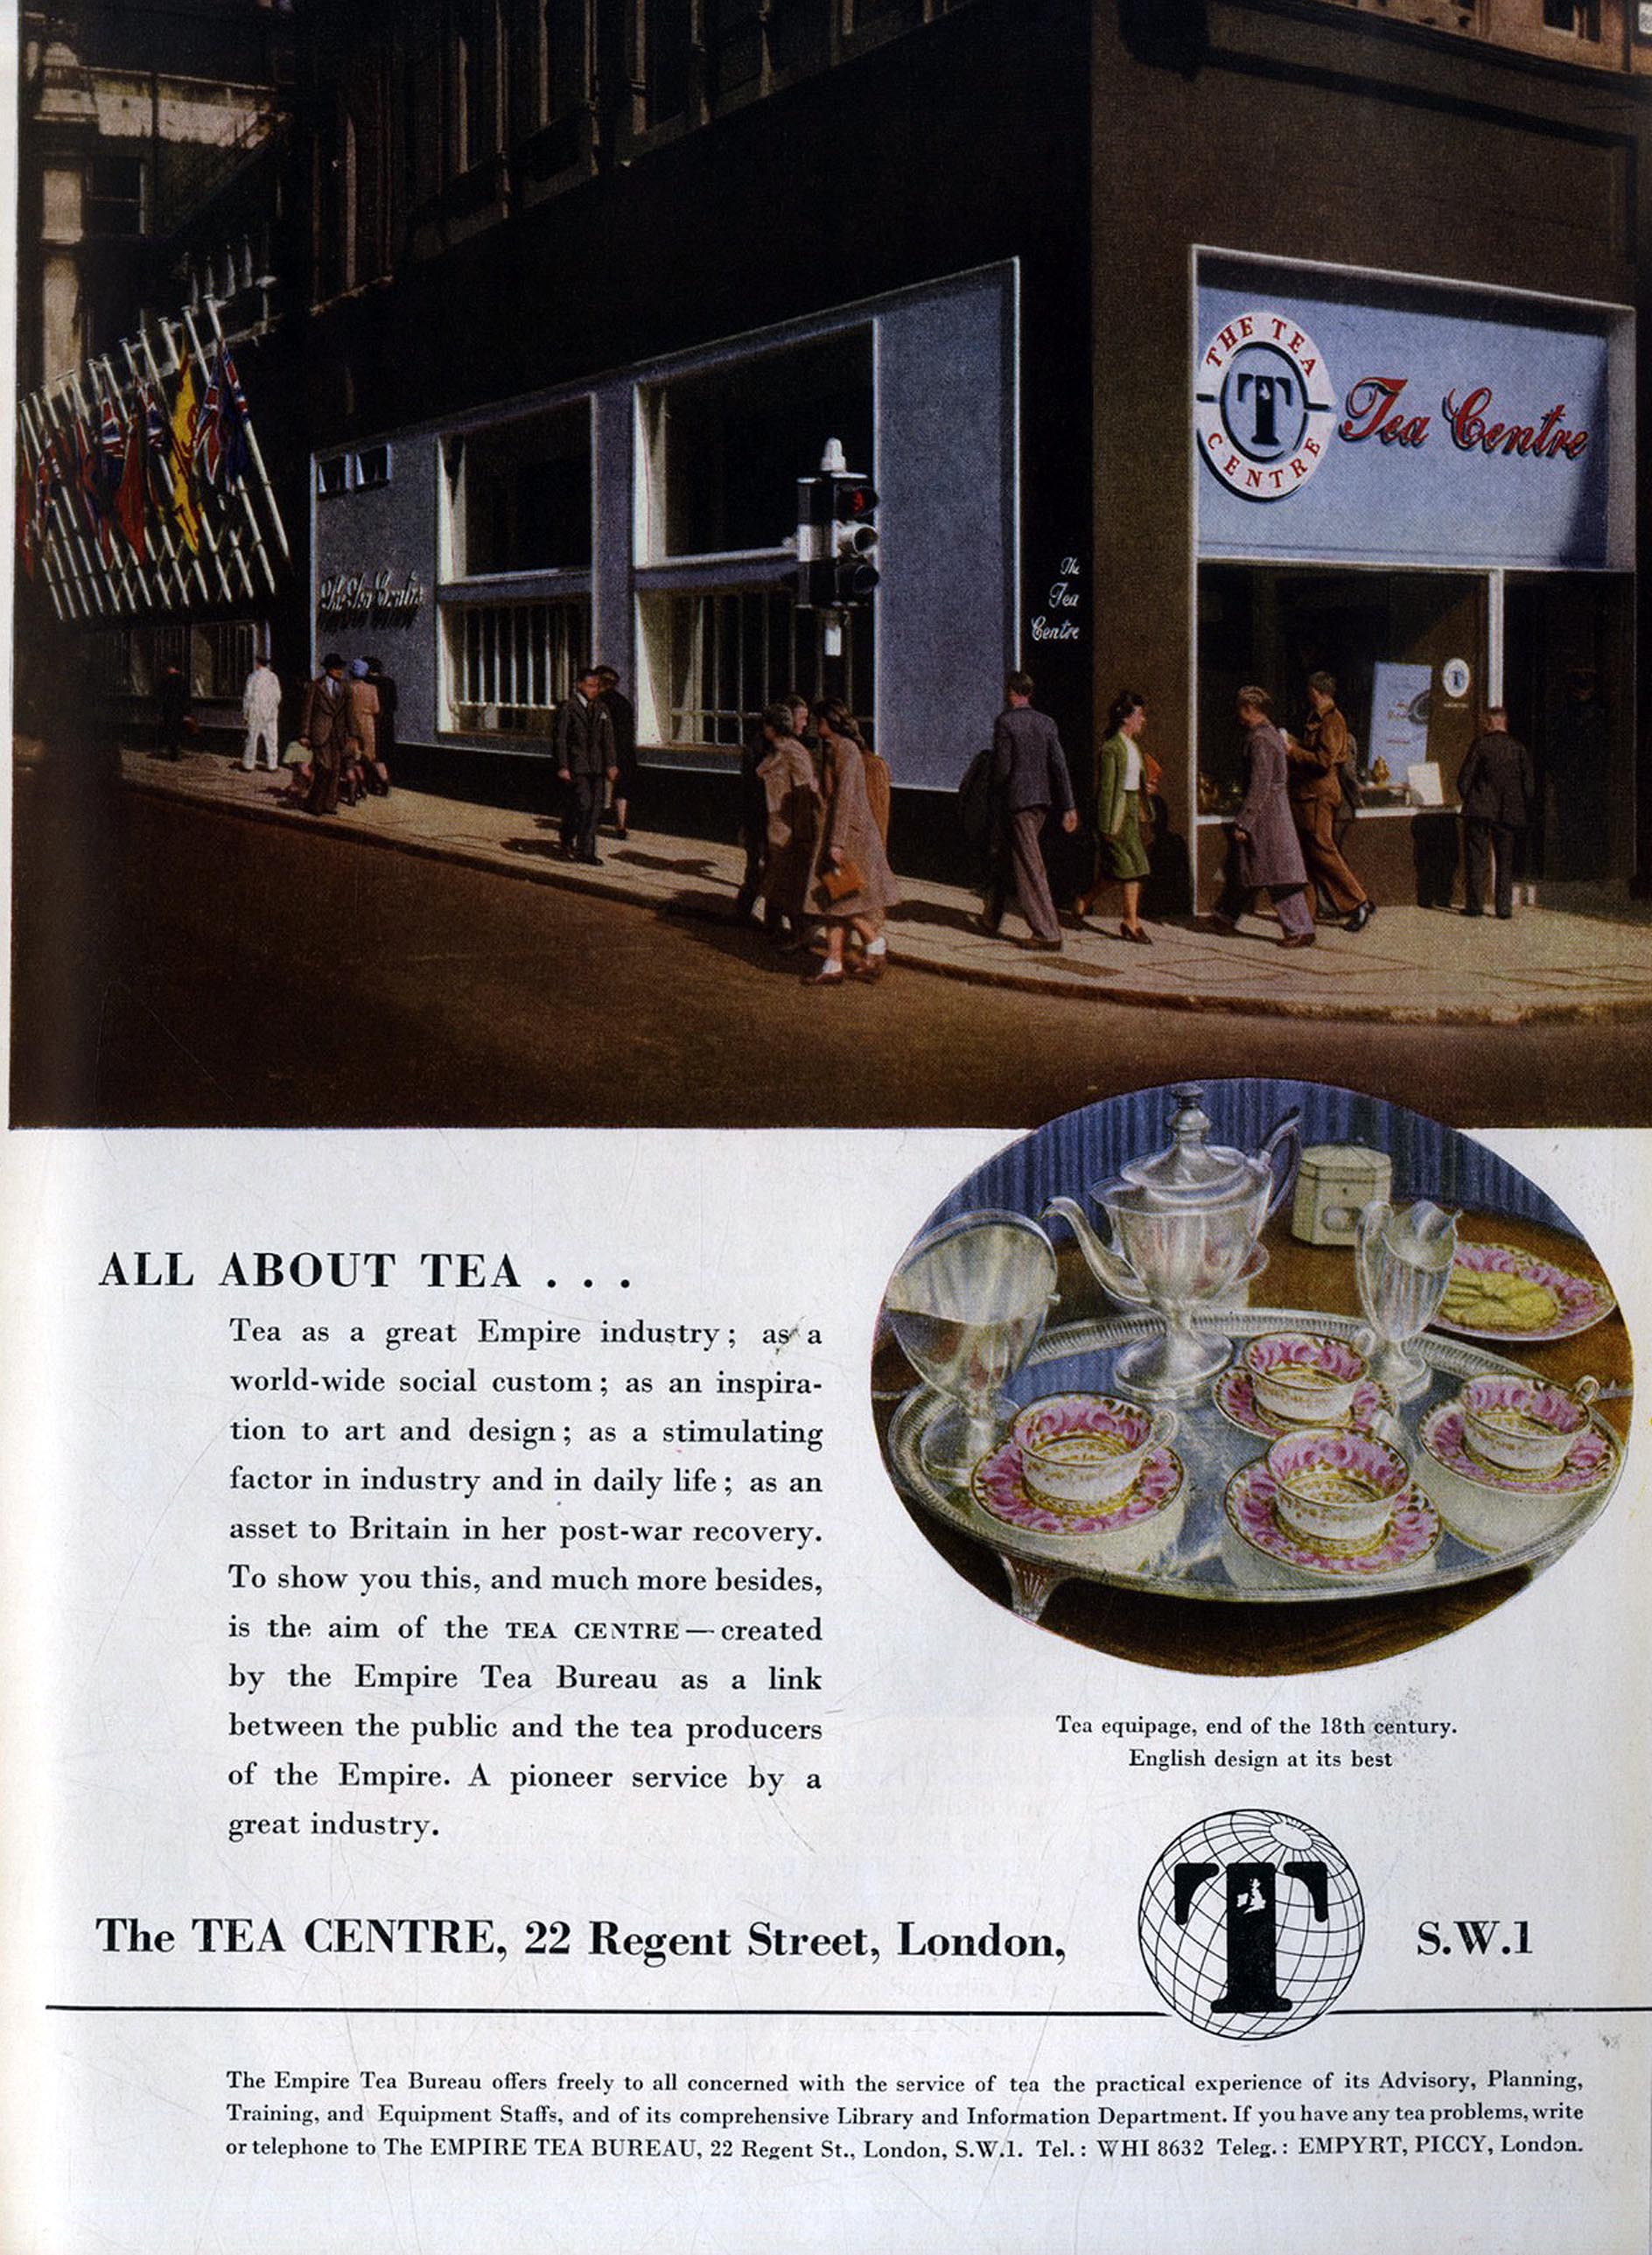 THE TEA
T
CENTRE
Tea Centre
The Tea Centre
The
Tea
Centre
T
ALL ABOUT TEA . . .
Tea as a great Empire industry; as a
world-wide social custom; as an inspira-
tion to art and design; as a stimulating
factor in industry and in daily life; as an
asset to Britain in her post-war recovery.
To show you this, and much more besides,
is the aim of the TEA CENTRE—created
by the Empire Tea Bureau as a link
between the public and the tea producers
of the Empire. A pioneer service by a
great industry.
Tea equipage, end of the 18th century.
English design at its best
The TEA CENTRE, 22 Regent Street, London, T S.W.1
The Empire Tea Bureau offers freely to all concerned with the service of tea the practical experience of its Advisory, Planning,
Training, and Equipment Staffs, and of its comprehensive Library and Information Department. If you have any tea problems, write
or telephone to The EMPIRE TEA BUREAU, 22 Regent St., London, S.W.1. Tel.: WHI 8632 Teleg.: EMPYRT, PICCY, London.